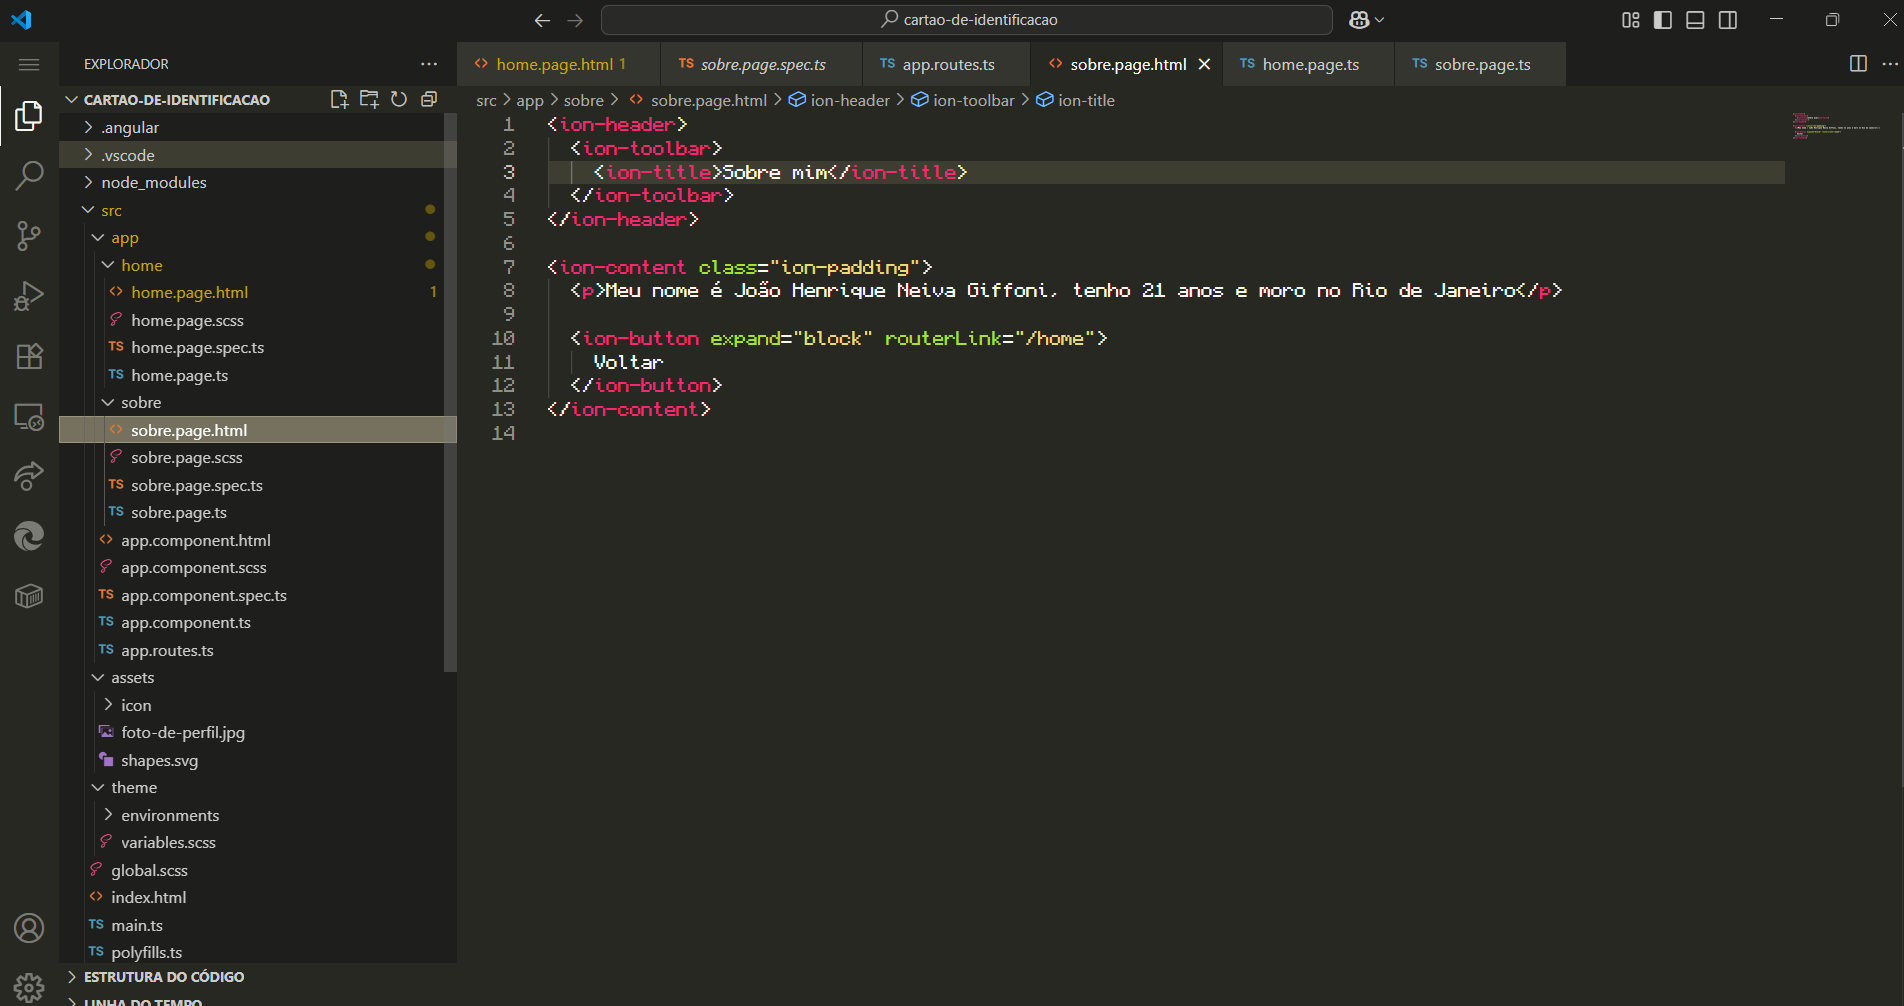 cartao-de-identificacao
EXPLORADOR
CARTAO-DE-IDENTIFICACAO
.angular
.vscode
node_modules
src
app
home
home.page.html 1
home.page.scss
TS home.page.spec.ts
TS home.page.ts
sobre
sobre.page.html
sobre.page.scss
TS sobre.page.spec.ts
TS sobre.page.ts
app.component.html
app.component.scss
TS app.component.spec.ts
TS app.component.ts
TS app.routes.ts
assets
icon
foto-de-perfil.jpg
shapes.svg
theme
environments
variables.scss
global.scss
index.html
TS main.ts
TS polyfills.ts
ESTRUTURA DO CÓDIGO
LINHA DO TEMPO
home.page.html 1
TS sobre.page.spec.ts
TS app.routes.ts
sobre.page.html
TS home.page.ts
TS sobre.page.ts
src > app > sobre > sobre.page.html > ion-header > ion-toolbar > ion-title
1 <ion-header>
2 <ion-toolbar>
3 <ion-title>Sobre mim</ion-title>
4 </ion-toolbar>
5 </ion-header>
6
7 <ion-content class="ion-padding">
8 <p>Meu nome é João Henrique Neiva Giffoni, tenho 21 anos e moro no Rio de Janeiro</p>
9
10 <ion-button expand="block" routerLink="/home">
11 Voltar
12 </ion-button>
13 </ion-content>
14